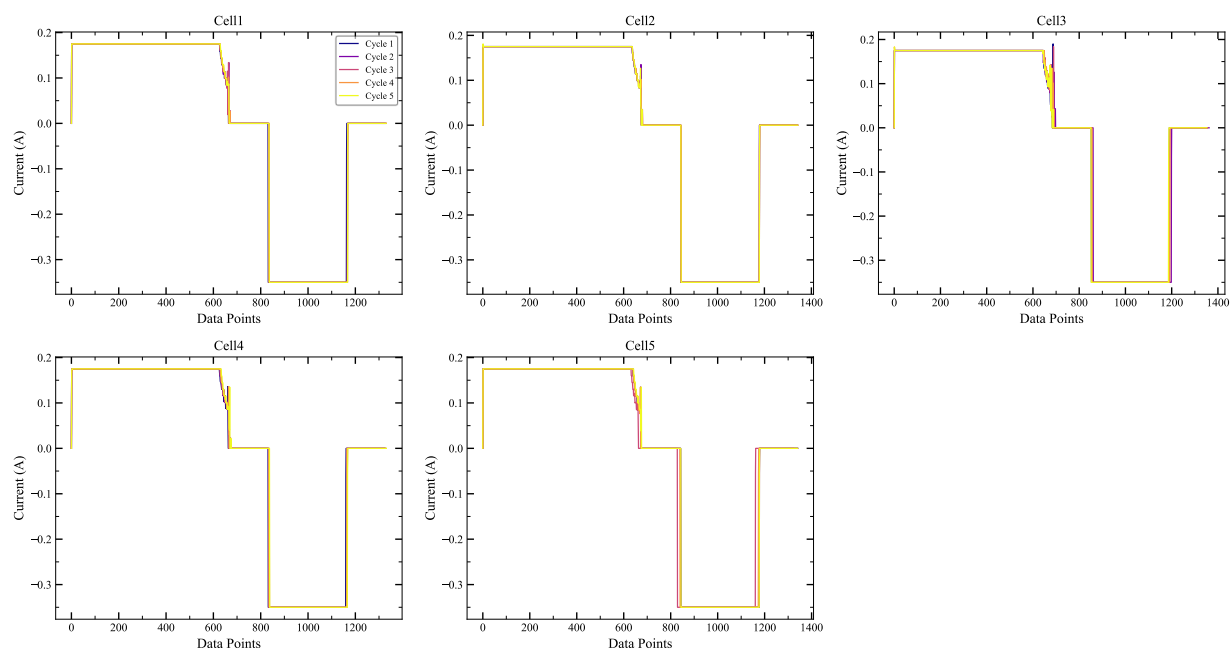 Cell1
Cell2
Cell3
Current (A)
0.2
0.1
0.0
−0.1
−0.2
−0.3
0 200 400 600 800 1000 1200
Data Points
Cycle 1
Cycle 2
Cycle 3
Cycle 4
Cycle 5
Current (A)
0.2
0.1
0.0
−0.1
−0.2
−0.3
0 200 400 600 800 1000 1200 1400
Data Points
Current (A)
0.2
0.1
0.0
−0.1
−0.2
−0.3
0 200 400 600 800 1000 1200 1400
Data Points
Cell4
Cell5
Current (A)
0.2
0.1
0.0
−0.1
−0.2
−0.3
0 200 400 600 800 1000 1200
Data Points
Current (A)
0.2
0.1
0.0
−0.1
−0.2
−0.3
0 200 400 600 800 1000 1200 1400
Data Points